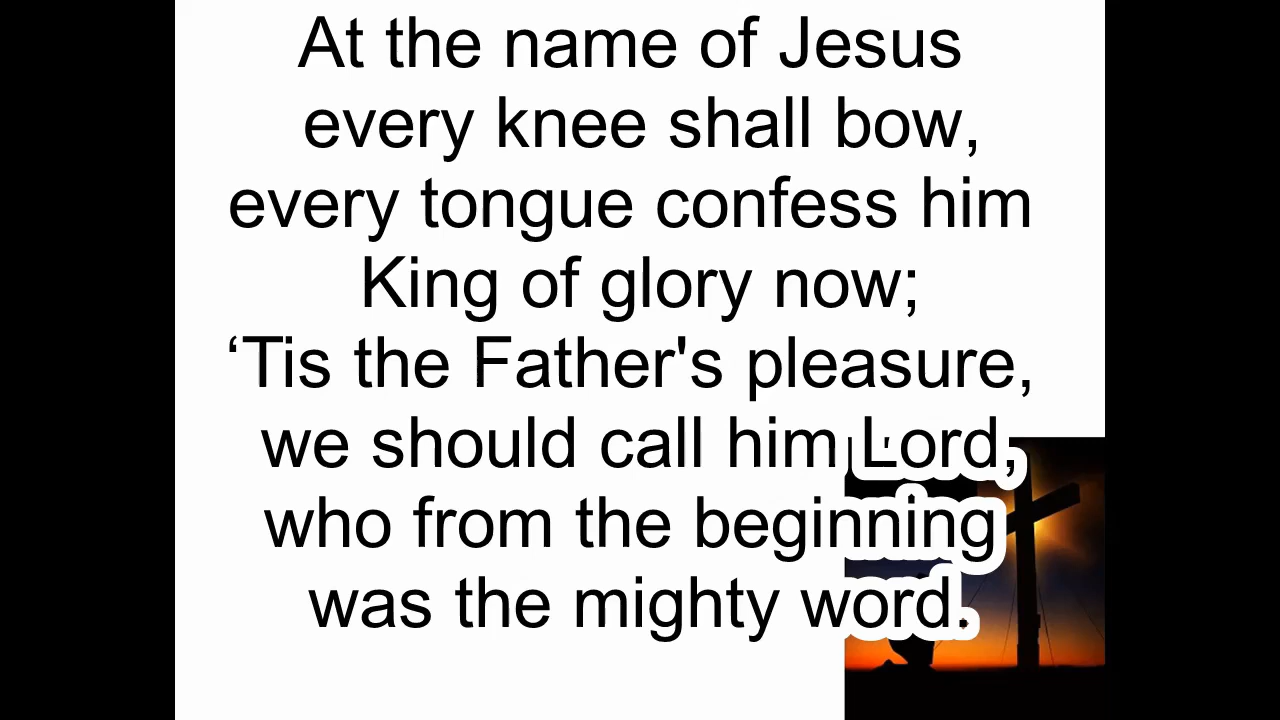 At the name of Jesus
every knee shall bow,
every tongue confess him
King of glory now;
‘Tis the Father's pleasure,
we should call him Lord,
who from the beginning
was the mighty word.